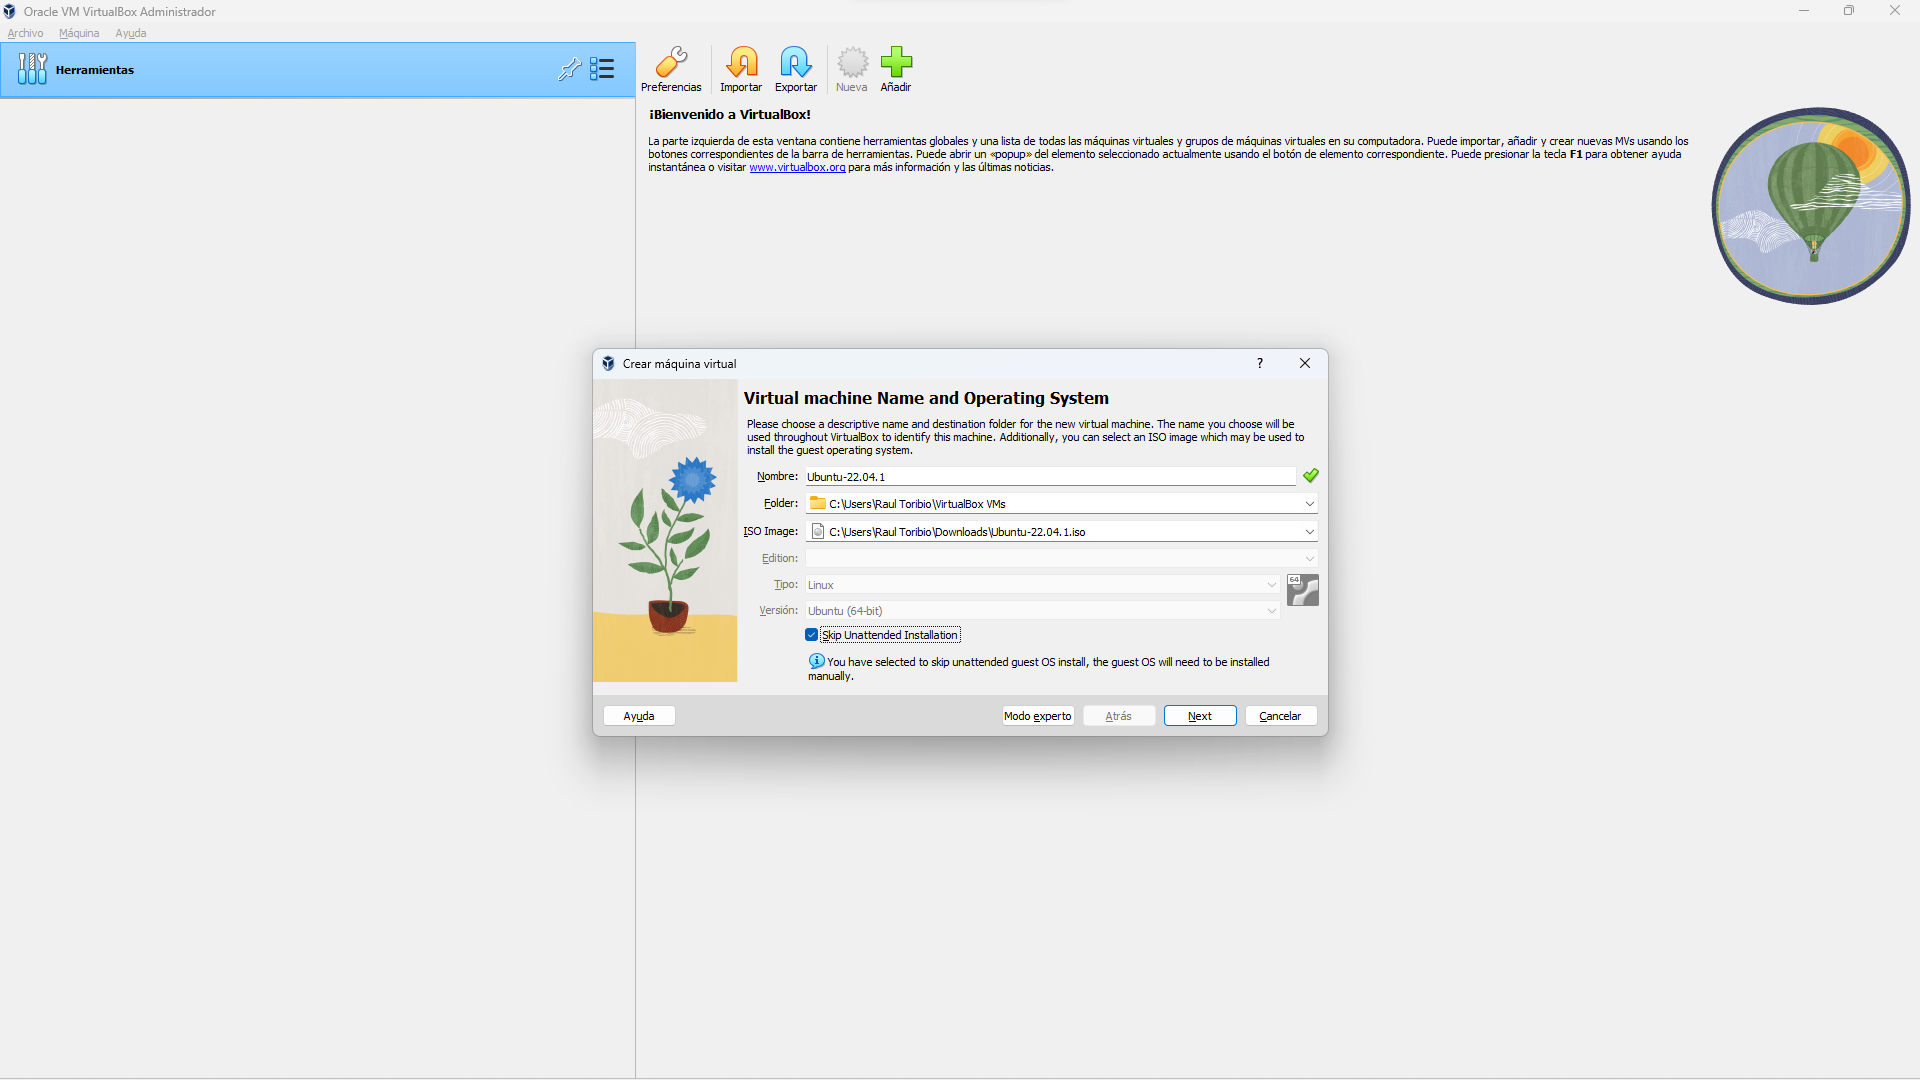 Oracle VM VirtualBox Administrador
Archivo Máquina Ayuda
Herramientas
Preferencias Importar Exportar Nueva Añadir
¡Bienvenido a VirtualBox!
La parte izquierda de esta ventana contiene herramientas globales y una lista de todas las máquinas virtuales y grupos de máquinas virtuales en su computadora. Puede importar, añadir y crear nuevas MVs usando los
botones correspondientes de la barra de herramientas. Puede abrir un «popup» del elemento seleccionado actualmente usando el botón de elemento correspondiente. Puede presionar la tecla F1 para obtener ayuda
instantánea o visitar www.virtualbox.org para más información y las últimas noticias.
Crear máquina virtual ?
Virtual machine Name and Operating System
Please choose a descriptive name and destination folder for the new virtual machine. The name you choose will be
used throughout VirtualBox to identify this machine. Additionally, you can select an ISO image which may be used to
install the guest operating system.
Nombre: Ubuntu-22.04.1
Folder: C:\Users\Raul Toribio\VirtualBox VMs
ISO Image: C:\Users\Raul Toribio\Downloads\Ubuntu-22.04.1.iso
Edition:
Tipo: Linux 64
Versión: Ubuntu (64-bit)
Skip Unattended Installation
You have selected to skip unattended guest OS install, the guest OS will need to be installed
manually.
Ayuda Modo experto Atrás Next Cancelar